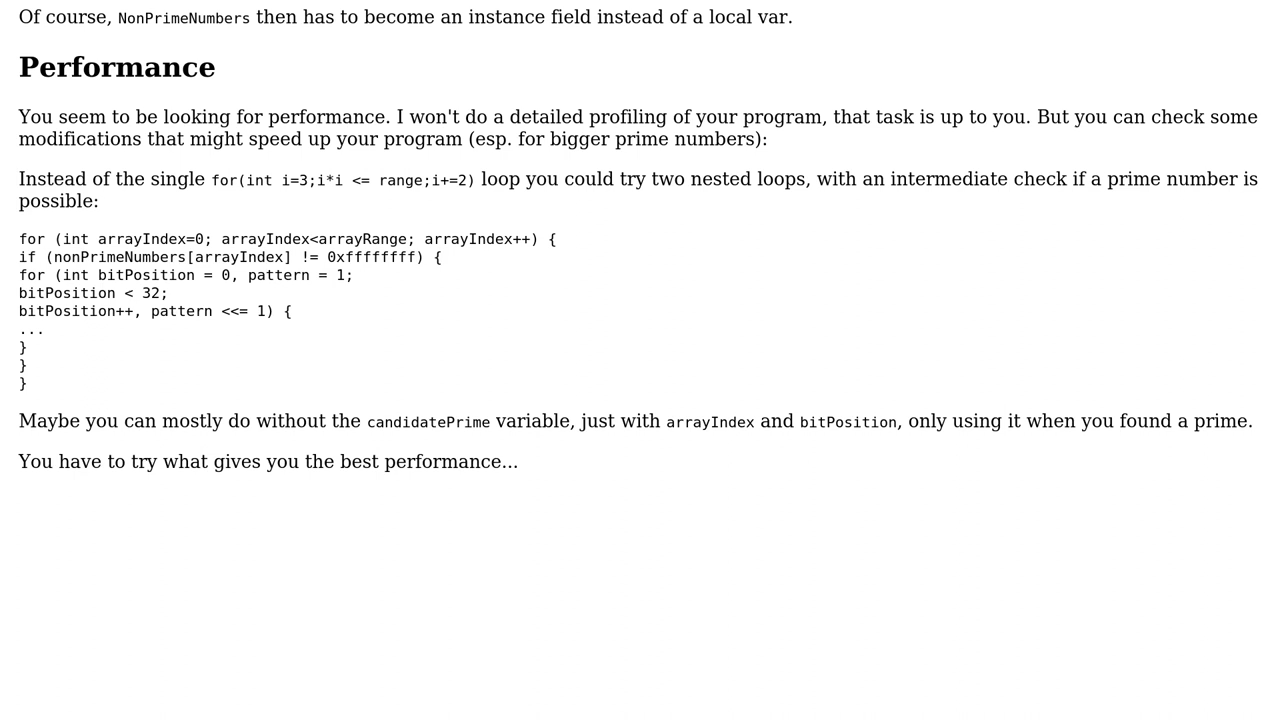 Of course, NonPrimeNumbers then has to become an instance field instead of a local var.
Performance
You seem to be looking for performance. I won't do a detailed profiling of your program, that task is up to you. But you can check some
modifications that might speed up your program (esp. for bigger prime numbers):
Instead of the single for(int i=3;i*i <= range;i+=2) loop you could try two nested loops, with an intermediate check if a prime number is
possible:
for (int arrayIndex=0; arrayIndex<arrayRange; arrayIndex++) {
if (nonPrimeNumbers[arrayIndex] != 0xffffffff) {
for (int bitPosition = 0, pattern = 1;
bitPosition < 32;
bitPosition++, pattern <<= 1) {
...
}
}
}
Maybe you can mostly do without the candidatePrime variable, just with arrayIndex and bitPosition, only using it when you found a prime.
You have to try what gives you the best performance...